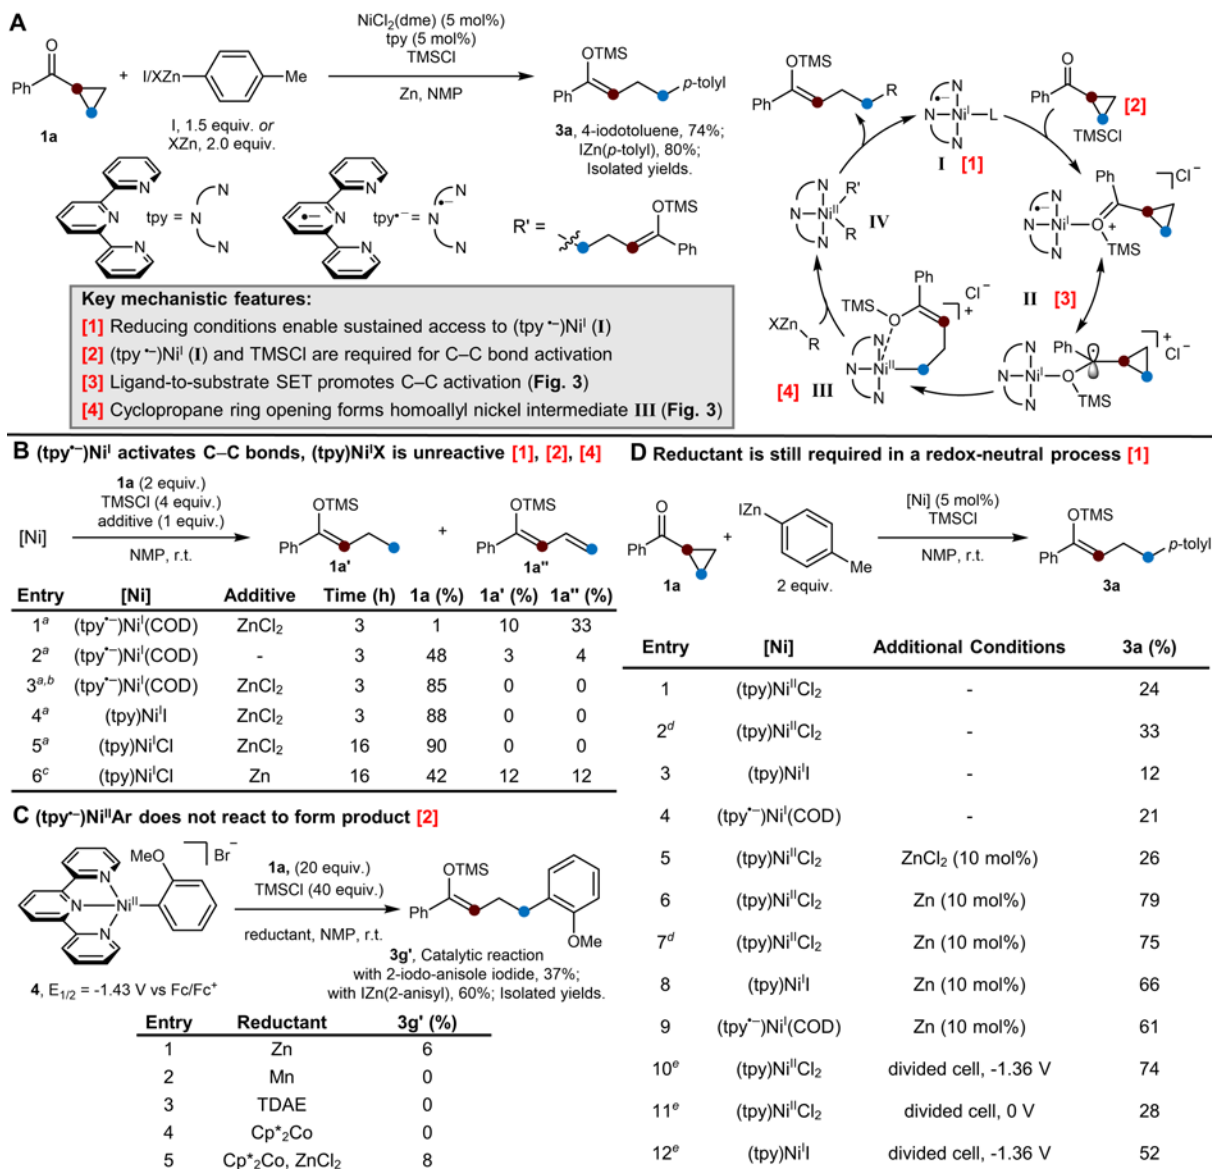 A
NiCl2(dme) (5 mol%)
tpy (5 mol%)
TMSCl
Zn, NMP
O
Ph
1a
+
I/XZn
Me
I, 1.5 equiv. or
XZn, 2.0 equiv.
OTMS
Ph
p-tolyl
3a, 4-iodotoluene, 74%;
IZn(p-tolyl), 80%;
Isolated yields.
N
N
N
tpy =
N
N
N
N
N
N
tpy•− =
N
N
N
R' =
OTMS
Ph
Key mechanistic features:
[1] Reducing conditions enable sustained access to (tpy•−)NiI (I)
[2] (tpy•−)NiI (I) and TMSCl are required for C–C bond activation
[3] Ligand-to-substrate SET promotes C–C activation (Fig. 3)
[4] Cyclopropane ring opening forms homoallyl nickel intermediate III (Fig. 3)
OTMS
Ph
R
N
N
NiI
L
N
I [1]
O
Ph
[2]
TMSCl
Ph
Cl−
N
N
NiI
O
+
N
TMS
II [3]
Ph
+
Cl−
N
N
NiI
O
N
TMS
Ph
TMSO
Cl−
+
N
N
NiII
N
[4] III
XZn
R
N
R'
N
NiII
N
R
IV
B (tpy•−)NiI activates C–C bonds, (tpy)NiIX is unreactive [1], [2], [4]
[Ni]
1a (2 equiv.)
TMSCl (4 equiv.)
additive (1 equiv.)
NMP, r.t.
OTMS
Ph
1a'
+
OTMS
Ph
1a''
Entry [Ni] Additive Time (h) 1a (%) 1a' (%) 1a'' (%)
1a (tpy•−)NiI(COD) ZnCl2 3 1 10 33
2a (tpy•−)NiI(COD) - 3 48 3 4
3a,b (tpy•−)NiI(COD) ZnCl2 3 85 0 0
4a (tpy)NiII ZnCl2 3 88 0 0
5a (tpy)NiICl ZnCl2 16 90 0 0
6c (tpy)NiICl Zn 16 42 12 12
C (tpy•−)NiIIAr does not react to form product [2]
MeO
Br−
N
N
NiII
N
4, E1/2 = -1.43 V vs Fc/Fc+
1a, (20 equiv.)
TMSCl (40 equiv.)
reductant, NMP, r.t.
OTMS
Ph
OMe
3g', Catalytic reaction
with 2-iodo-anisole iodide, 37%;
with IZn(2-anisyl), 60%; Isolated yields.
Entry Reductant 3g' (%)
1 Zn 6
2 Mn 0
3 TDAE 0
4 Cp*2Co 0
5 Cp*2Co, ZnCl2 8
D Reductant is still required in a redox-neutral process [1]
O
Ph
1a
+
IZn
Me
2 equiv.
[Ni] (5 mol%)
TMSCl
NMP, r.t.
OTMS
Ph
p-tolyl
3a
Entry [Ni] Additional Conditions 3a (%)
1 (tpy)NiIICl2 - 24
2d (tpy)NiIICl2 - 33
3 (tpy)NiII - 12
4 (tpy•−)NiI(COD) - 21
5 (tpy)NiIICl2 ZnCl2 (10 mol%) 26
6 (tpy)NiIICl2 Zn (10 mol%) 79
7d (tpy)NiIICl2 Zn (10 mol%) 75
8 (tpy)NiII Zn (10 mol%) 66
9 (tpy•−)NiI(COD) Zn (10 mol%) 61
10e (tpy)NiIICl2 divided cell, -1.36 V 74
11e (tpy)NiIICl2 divided cell, 0 V 28
12e (tpy)NiII divided cell, -1.36 V 52